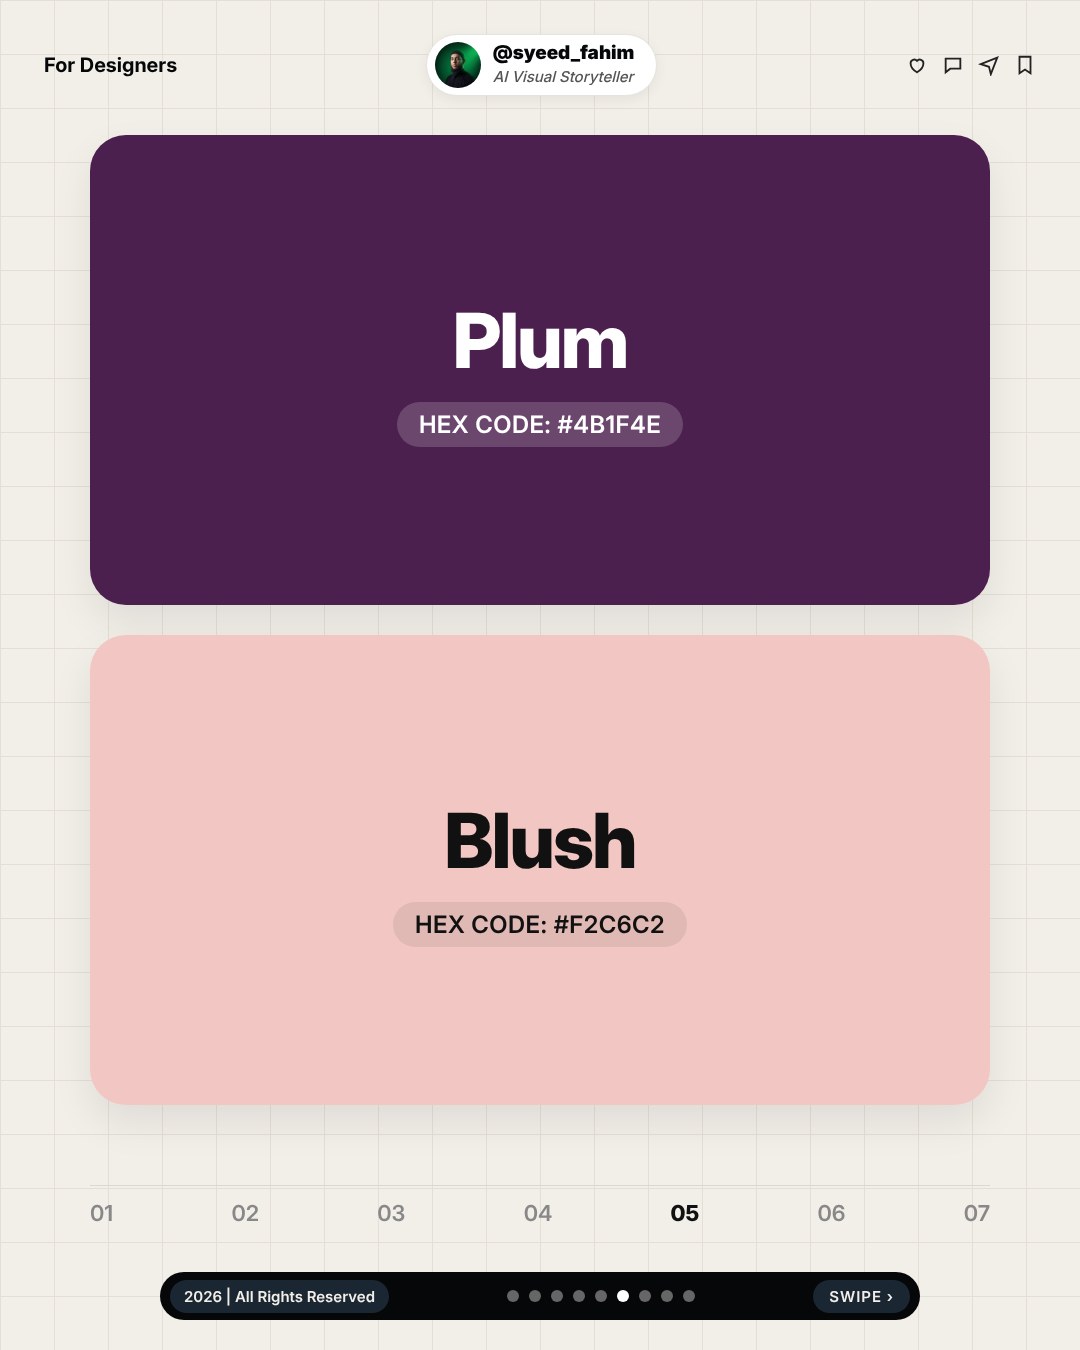 For Designers
@syeed_fahim
AI Visual Storyteller
Plum
HEX CODE: #4B1F4E
Blush
HEX CODE: #F2C6C2
01 02 03 04 05 06 07
2026 | All Rights Reserved
SWIPE ›